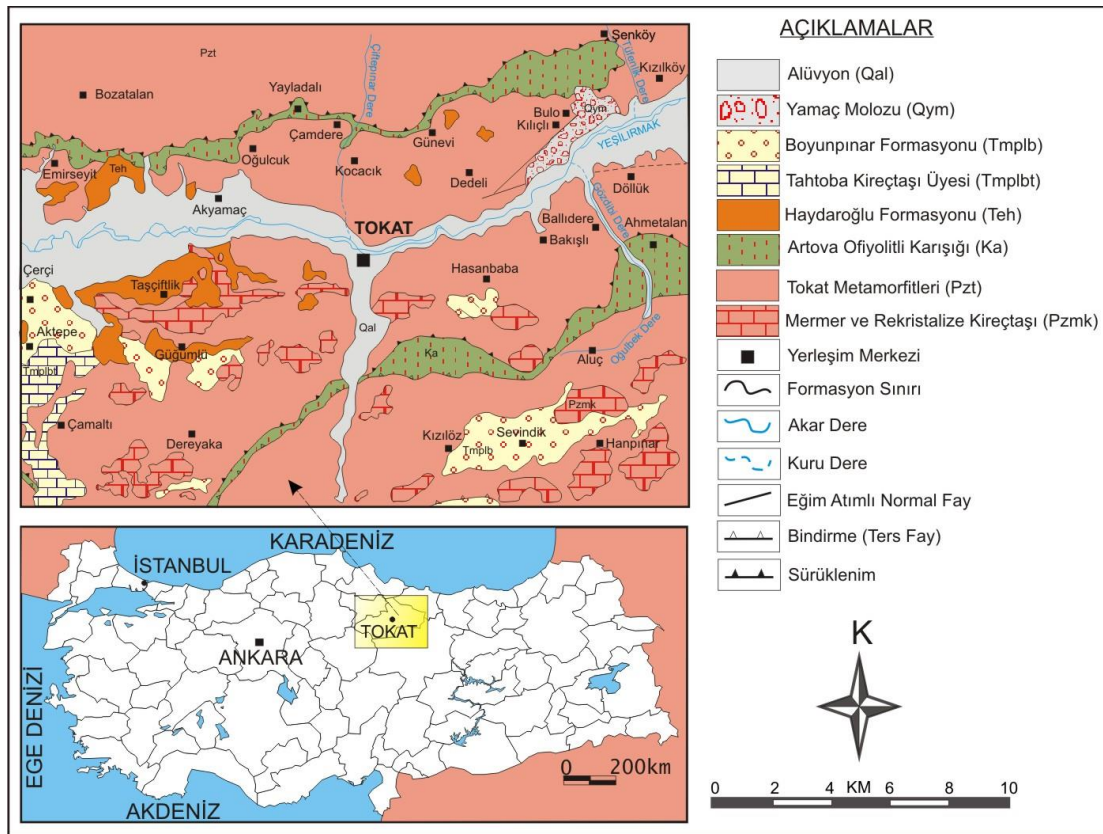 Pzt
Bozatalan
Yayladalı
Çamdere
Çiftepınar Dere
Günevi
Şenköy
Tüfenik Dere
Kızılköy
Bulo
Kılıçlı
Qym
YEŞİLIRMAK
Emirseyit
Teh
Oğulcuk
Kocacık
Dedeli
Döllük
Akyamaç
TOKAT
Ballıdere
Bakışlı
Gözdibi Dere
Ahmetalan
Çerçi
Taşçiftlik
Hasanbaba
Qal
Aktepe
Güğümlü
Tmplbt
Ka
Aluç
Oğulbek Dere
Çamaltı
Dereyaka
Pzmk
Kızılöz
Tmplb
Sevindik
Hanpınar
KARADENİZ
İSTANBUL
TOKAT
ANKARA
EGE DENİZİ
AKDENİZ
0 200km
AÇIKLAMALAR
Alüvyon (Qal)
Yamaç Molozu (Qym)
Boyunpınar Formasyonu (Tmplb)
Tahtoba Kireçtaşı Üyesi (Tmplbt)
Haydaroğlu Formasyonu (Teh)
Artova Ofiyolitli Karışığı (Ka)
Tokat Metamorfitleri (Pzt)
Mermer ve Rekristalize Kireçtaşı (Pzmk)
Yerleşim Merkezi
Formasyon Sınırı
Akar Dere
Kuru Dere
Eğim Atımlı Normal Fay
Bindirme (Ters Fay)
Sürüklenim
K
0 2 4 KM 6 8 10